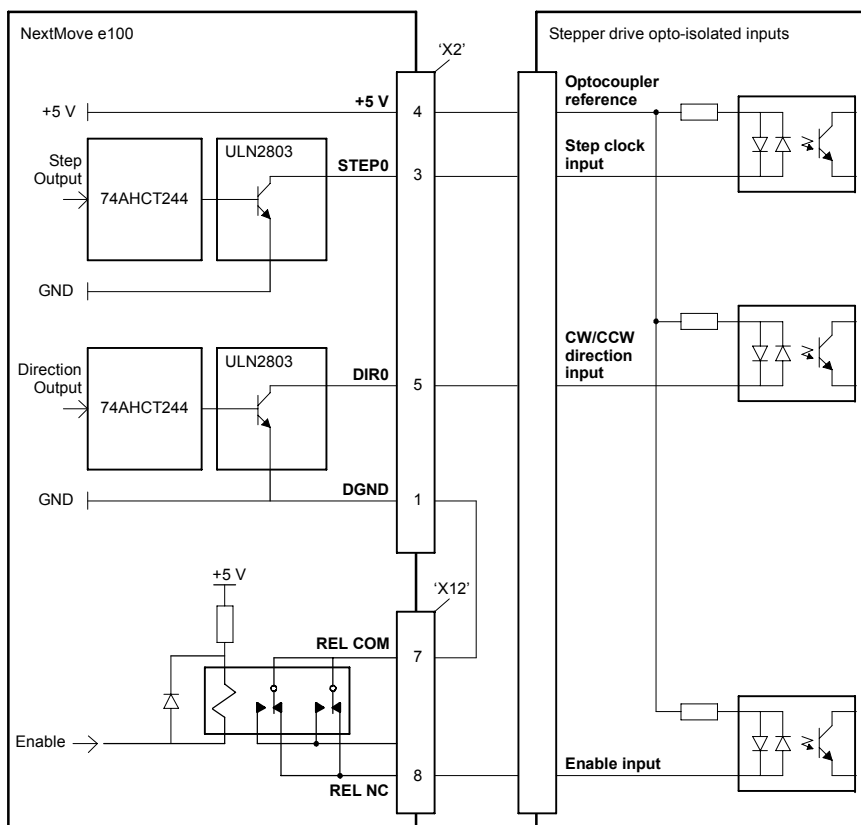 NextMove e100
'X2'
Stepper drive opto-isolated inputs
+5 V
+5 V
4
Optocoupler
reference
Step
Output
74AHCT244
ULN2803
STEP0
3
Step clock
input
GND
Direction
Output
74AHCT244
ULN2803
DIR0
5
CW/CCW
direction
input
GND
DGND
1
+5 V
'X12'
REL COM
7
Enable
REL NC
8
Enable input